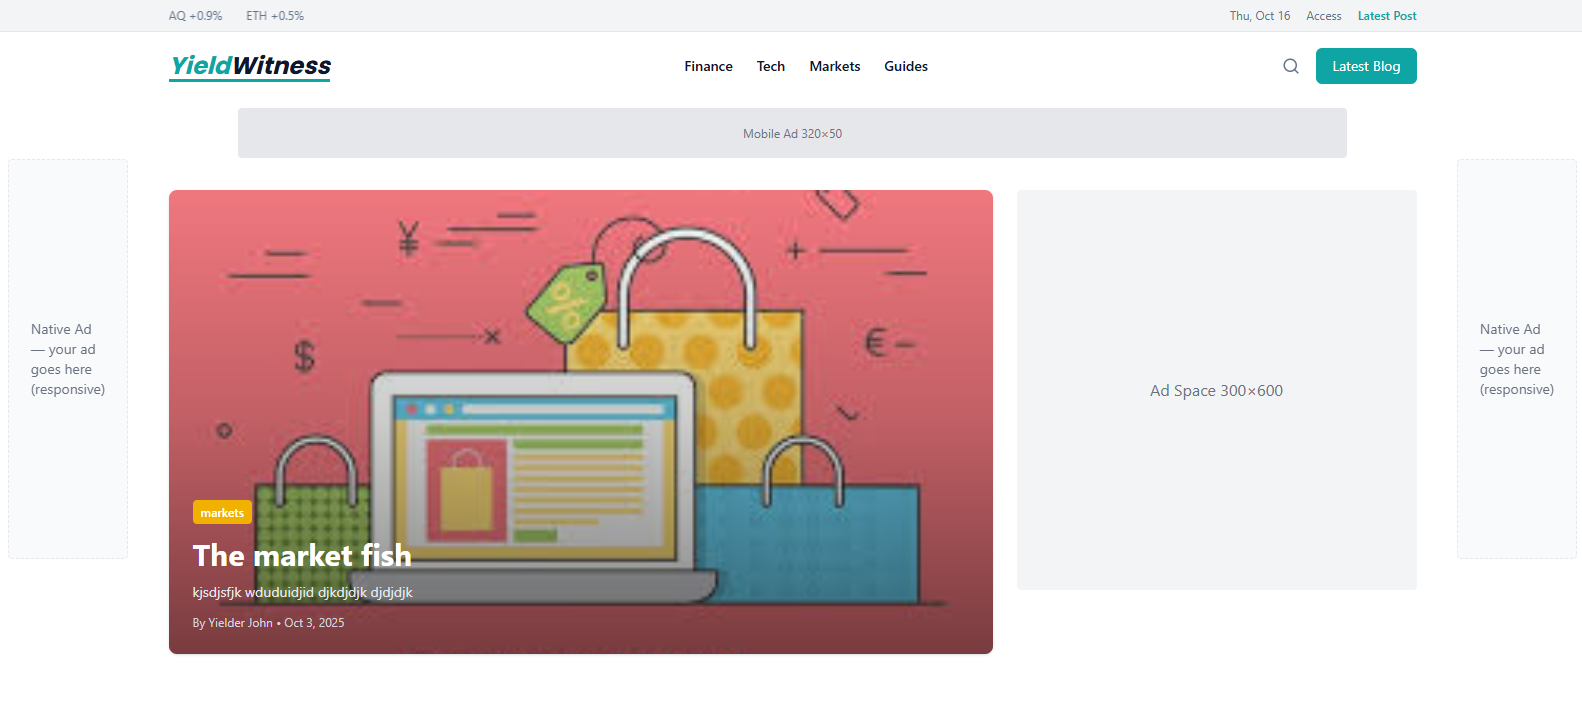 AQ +0.9% ETH +0.5% Thu, Oct 16 Access Latest Post
YieldWitness Finance Tech Markets Guides Latest Blog
Mobile Ad 320×50
Native Ad
— your ad
goes here
(responsive)
¥
$
%
€
markets
The market fish
kjsdjsfjk wduduidjid djkdjdjk djdjdjk
By Yielder John • Oct 3, 2025
Ad Space 300×600
Native Ad
— your ad
goes here
(responsive)